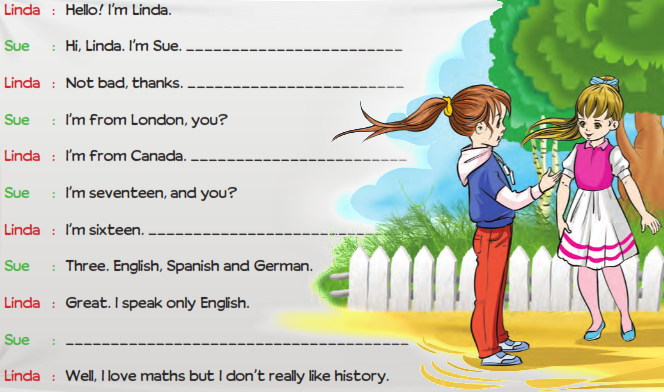 Linda : Hello! I'm Linda.
Sue : Hi, Linda. I'm Sue. ________________________
Linda : Not bad, thanks. ________________________
Sue : I'm from London, you?
Linda : I'm from Canada. ________________________
Sue : I'm seventeen, and you?
Linda : I'm sixteen. ________________________
Sue : Three. English, Spanish and German.
Linda : Great. I speak only English.
Sue : ______________________________________
Linda : Well, I love maths but I don't really like history.